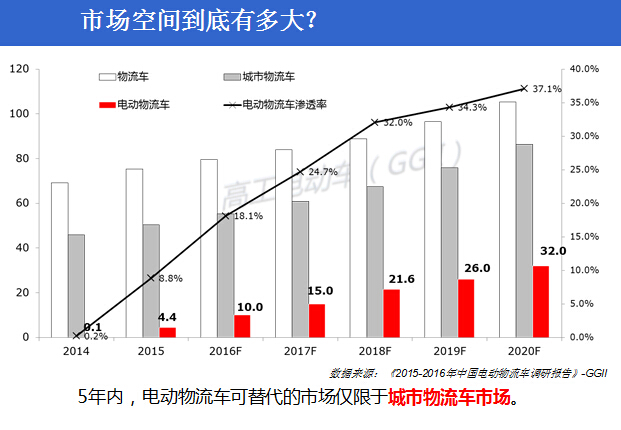 市场空间到底有多大?
120
100
80
60
40
20
0
40.0%
35.0%
30.0%
25.0%
20.0%
15.0%
10.0%
5.0%
0.0%
物流车 城市物流车
电动物流车 电动物流车渗透率
高工电动车(GGII)
0.2% 8.8% 18.1% 24.7% 32.0% 34.3% 37.1%
0.1 4.4 10.0 15.0 21.6 26.0 32.0
2014 2015 2016F 2017F 2018F 2019F 2020F
数据来源:《2015-2016年中国电动物流车调研报告》-GGII
5年内,电动物流车可替代的市场仅限于城市物流车市场。